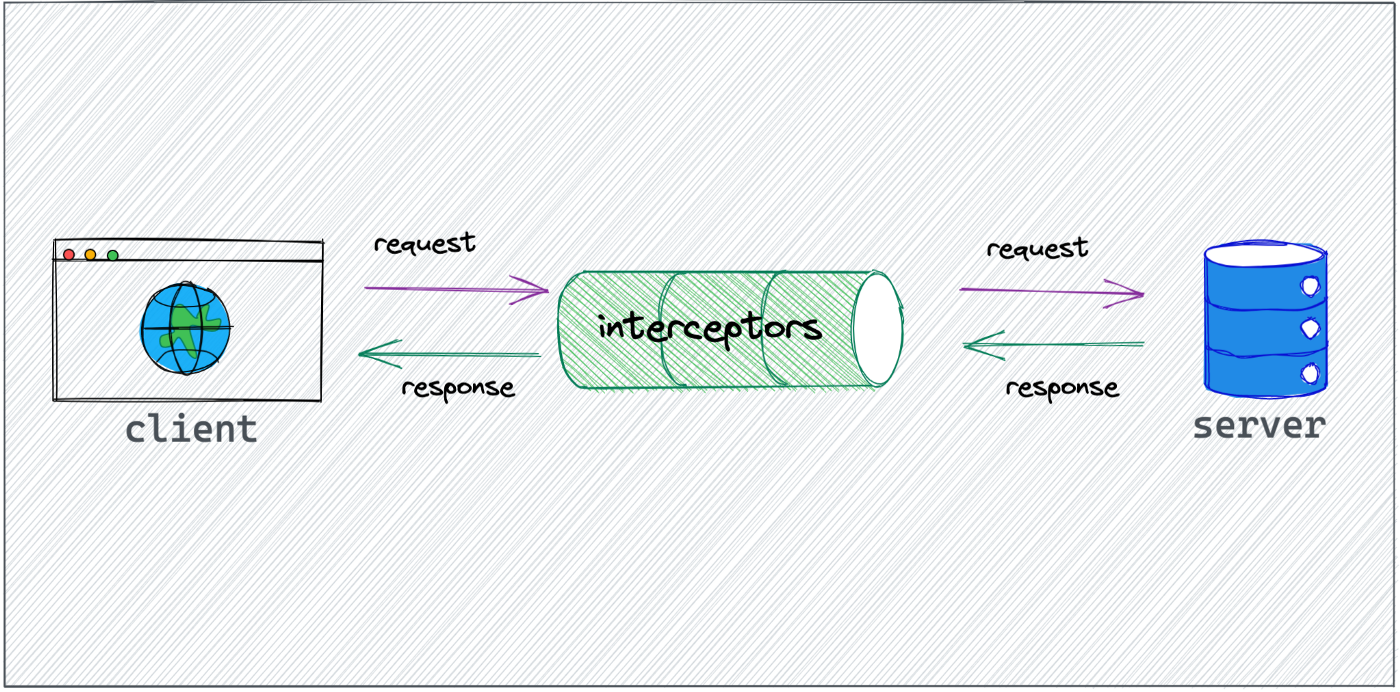 request
request
interceptors
response
response
client
server